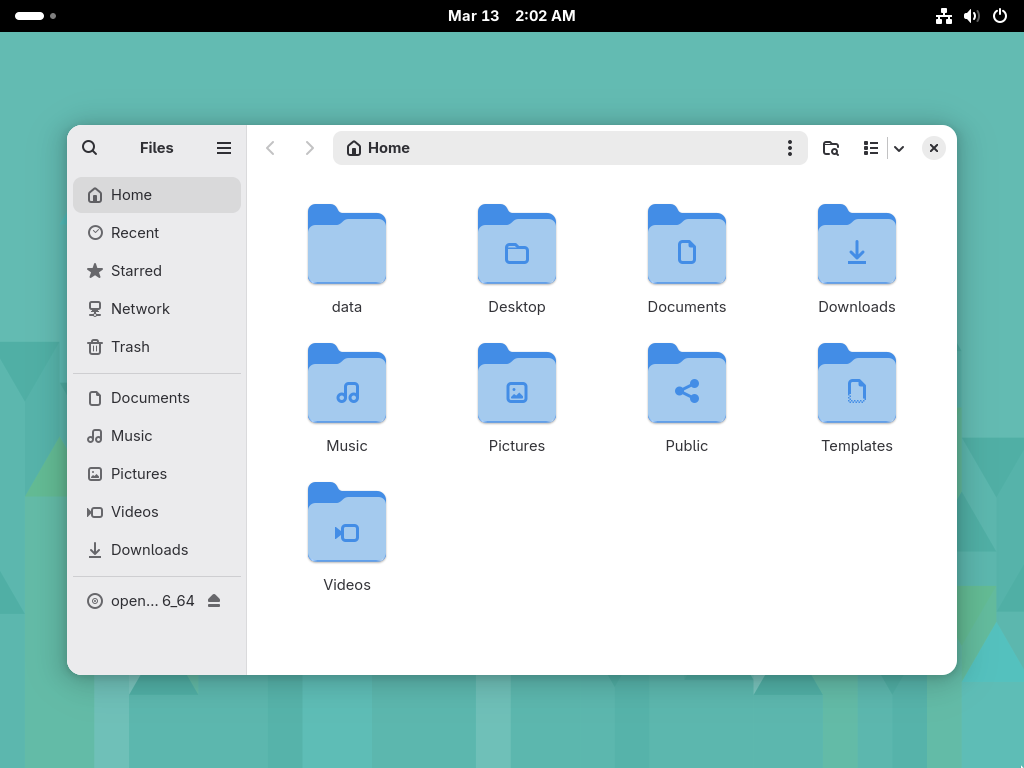 Mar 13 2:02 AM
Files
Home
Home
Recent
Starred
Network
Trash
Documents
Music
Pictures
Videos
Downloads
open… 6_64
data
Desktop
Documents
Downloads
Music
Pictures
Public
Templates
Videos